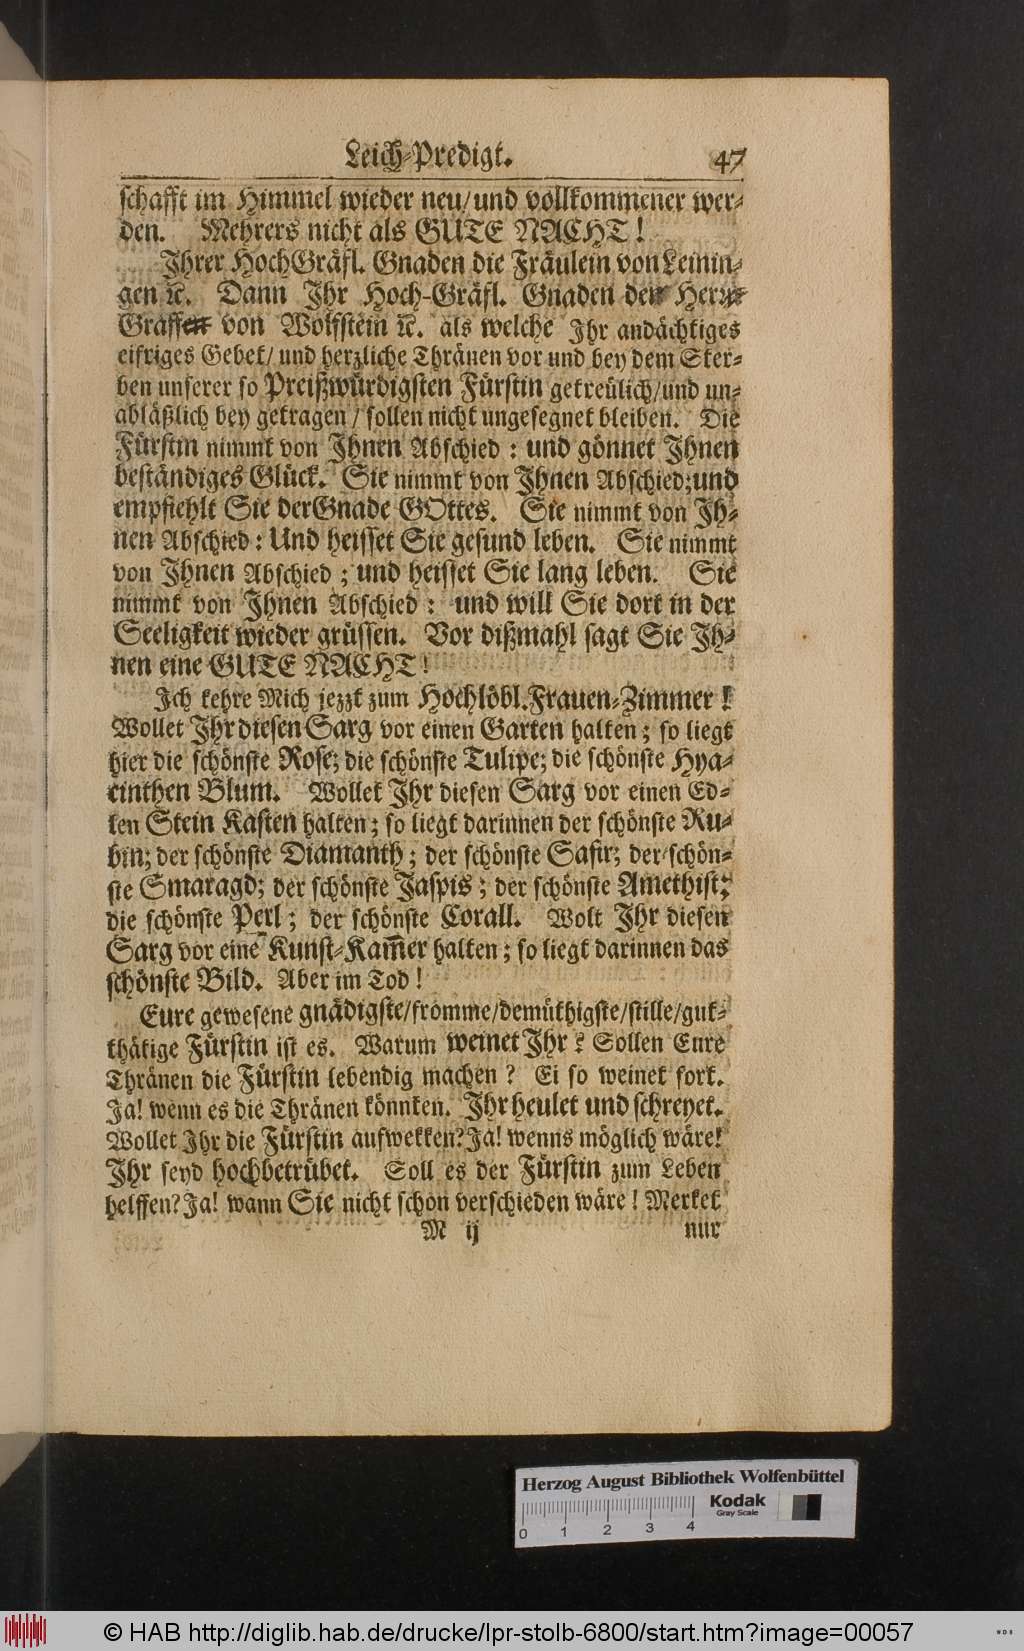 Leich-Predigt. 47
schafft im Himmel wieder neu/und vollkommener wer-
den. Mehrers nicht als GUTE NACHT!
Ihrer HochGräfl. Gnaden die Fräulein von Leinin-
gen ꝛc. Dann Ihr Hoch-Gräfl. Gnaden der Herꝛ
Graff von Wolfstein ꝛc. als welche Ihr andächtiges
eifriges Gebet/ und herzliche Thränen vor und bey dem Ster-
ben unserer so Preißwürdigsten Fürstin getreülich/und un-
abläßlich bey getragen / sollen nicht ungesegnet bleiben. Die
Fürstin nimmt von Ihnen Abschied : und gönnet Ihnen
beständiges Glück. Sie nimmt von Ihnen Abschied; und
empfiehlt Sie der Gnade GOttes. Sie nimmt von Ih-
nen Abschied: Und heisset Sie gesund leben. Sie nimmt
von Ihnen Abschied ; und heisset Sie lang leben. Sie
nimmt von Ihnen Abschied : und will Sie dort in der
Seeligkeit wieder grüssen. Vor dißmahl sagt Sie Ih-
nen eine GUTE NACHT!
Ich kehre Mich jezzt zum Hochlöbl. Frauen-Zimmer!
Wollet Ihr diesen Sarg vor einen Garten halten ; so liegt
hier die schönste Rose; die schönste Tulipe; die schönste Hya-
cinthen Blum. Wollet Ihr diesen Sarg vor einen Ed-
len Stein Kasten halten; so liegt darinnen der schönste Ru-
bin; der schönste Diamanth; der schönste Safir; der schön-
ste Smaragd; der schönste Jaspis; der schönste Amethist;
die schönste Perl; der schönste Corall. Wolt Ihr diesen
Sarg vor eine Kunst-Kam̅er halten; so liegt darinnen das
schönste Bild. Aber im Tod!
Eure gewesene gnädigste/fromme/demüthigste/stille/gut-
thätige Fürstin ist es. Warum weinet Ihr? Sollen Eure
Thränen die Fürstin lebendig machen? Ei so weinet fort.
Ja! wenn es die Thränen könnten. Ihr heulet und schreyet.
Wollet Ihr die Fürstin aufwekken? Ja! wenns möglich wäre!
Ihr seyd hochbetrübet. Soll es der Fürstin zum Leben
helffen? Ja! wann Sie nicht schon verschieden wäre! Merket
M ij nur
Herzog August Bibliothek Wolfenbüttel
Kodak
Gray Scale
0 1 2 3 4
© HAB http://diglib.hab.de/drucke/lpr-stolb-6800/start.htm?image=00057